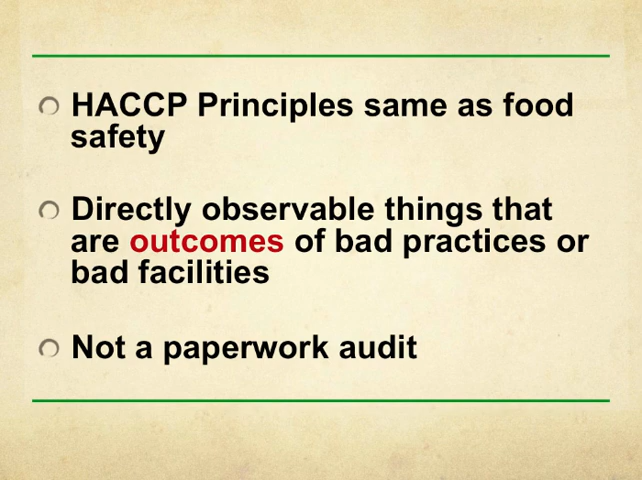 HACCP Principles same as food
safety
Directly observable things that
are outcomes of bad practices or
bad facilities
Not a paperwork audit